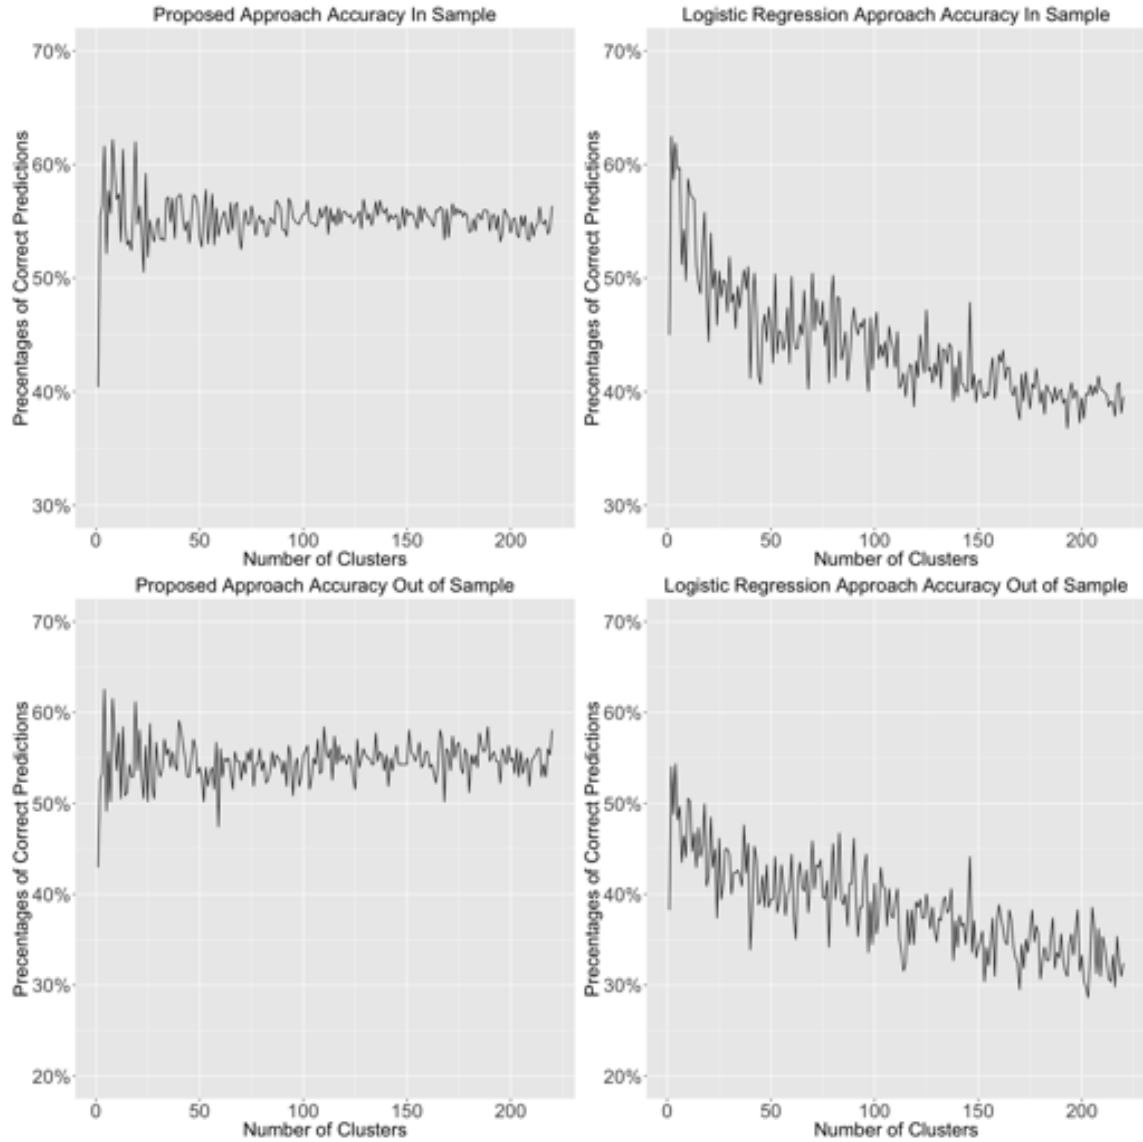 Proposed Approach Accuracy In Sample
Precentages of Correct Predictions
70%
60%
50%
40%
30%
0 50 100 150 200
Number of Clusters
Logistic Regression Approach Accuracy In Sample
Precentages of Correct Predictions
70%
60%
50%
40%
30%
0 50 100 150 200
Number of Clusters
Proposed Approach Accuracy Out of Sample
Precentages of Correct Predictions
70%
60%
50%
40%
30%
20%
0 50 100 150 200
Number of Clusters
Logistic Regression Approach Accuracy Out of Sample
Precentages of Correct Predictions
70%
60%
50%
40%
30%
20%
0 50 100 150 200
Number of Clusters